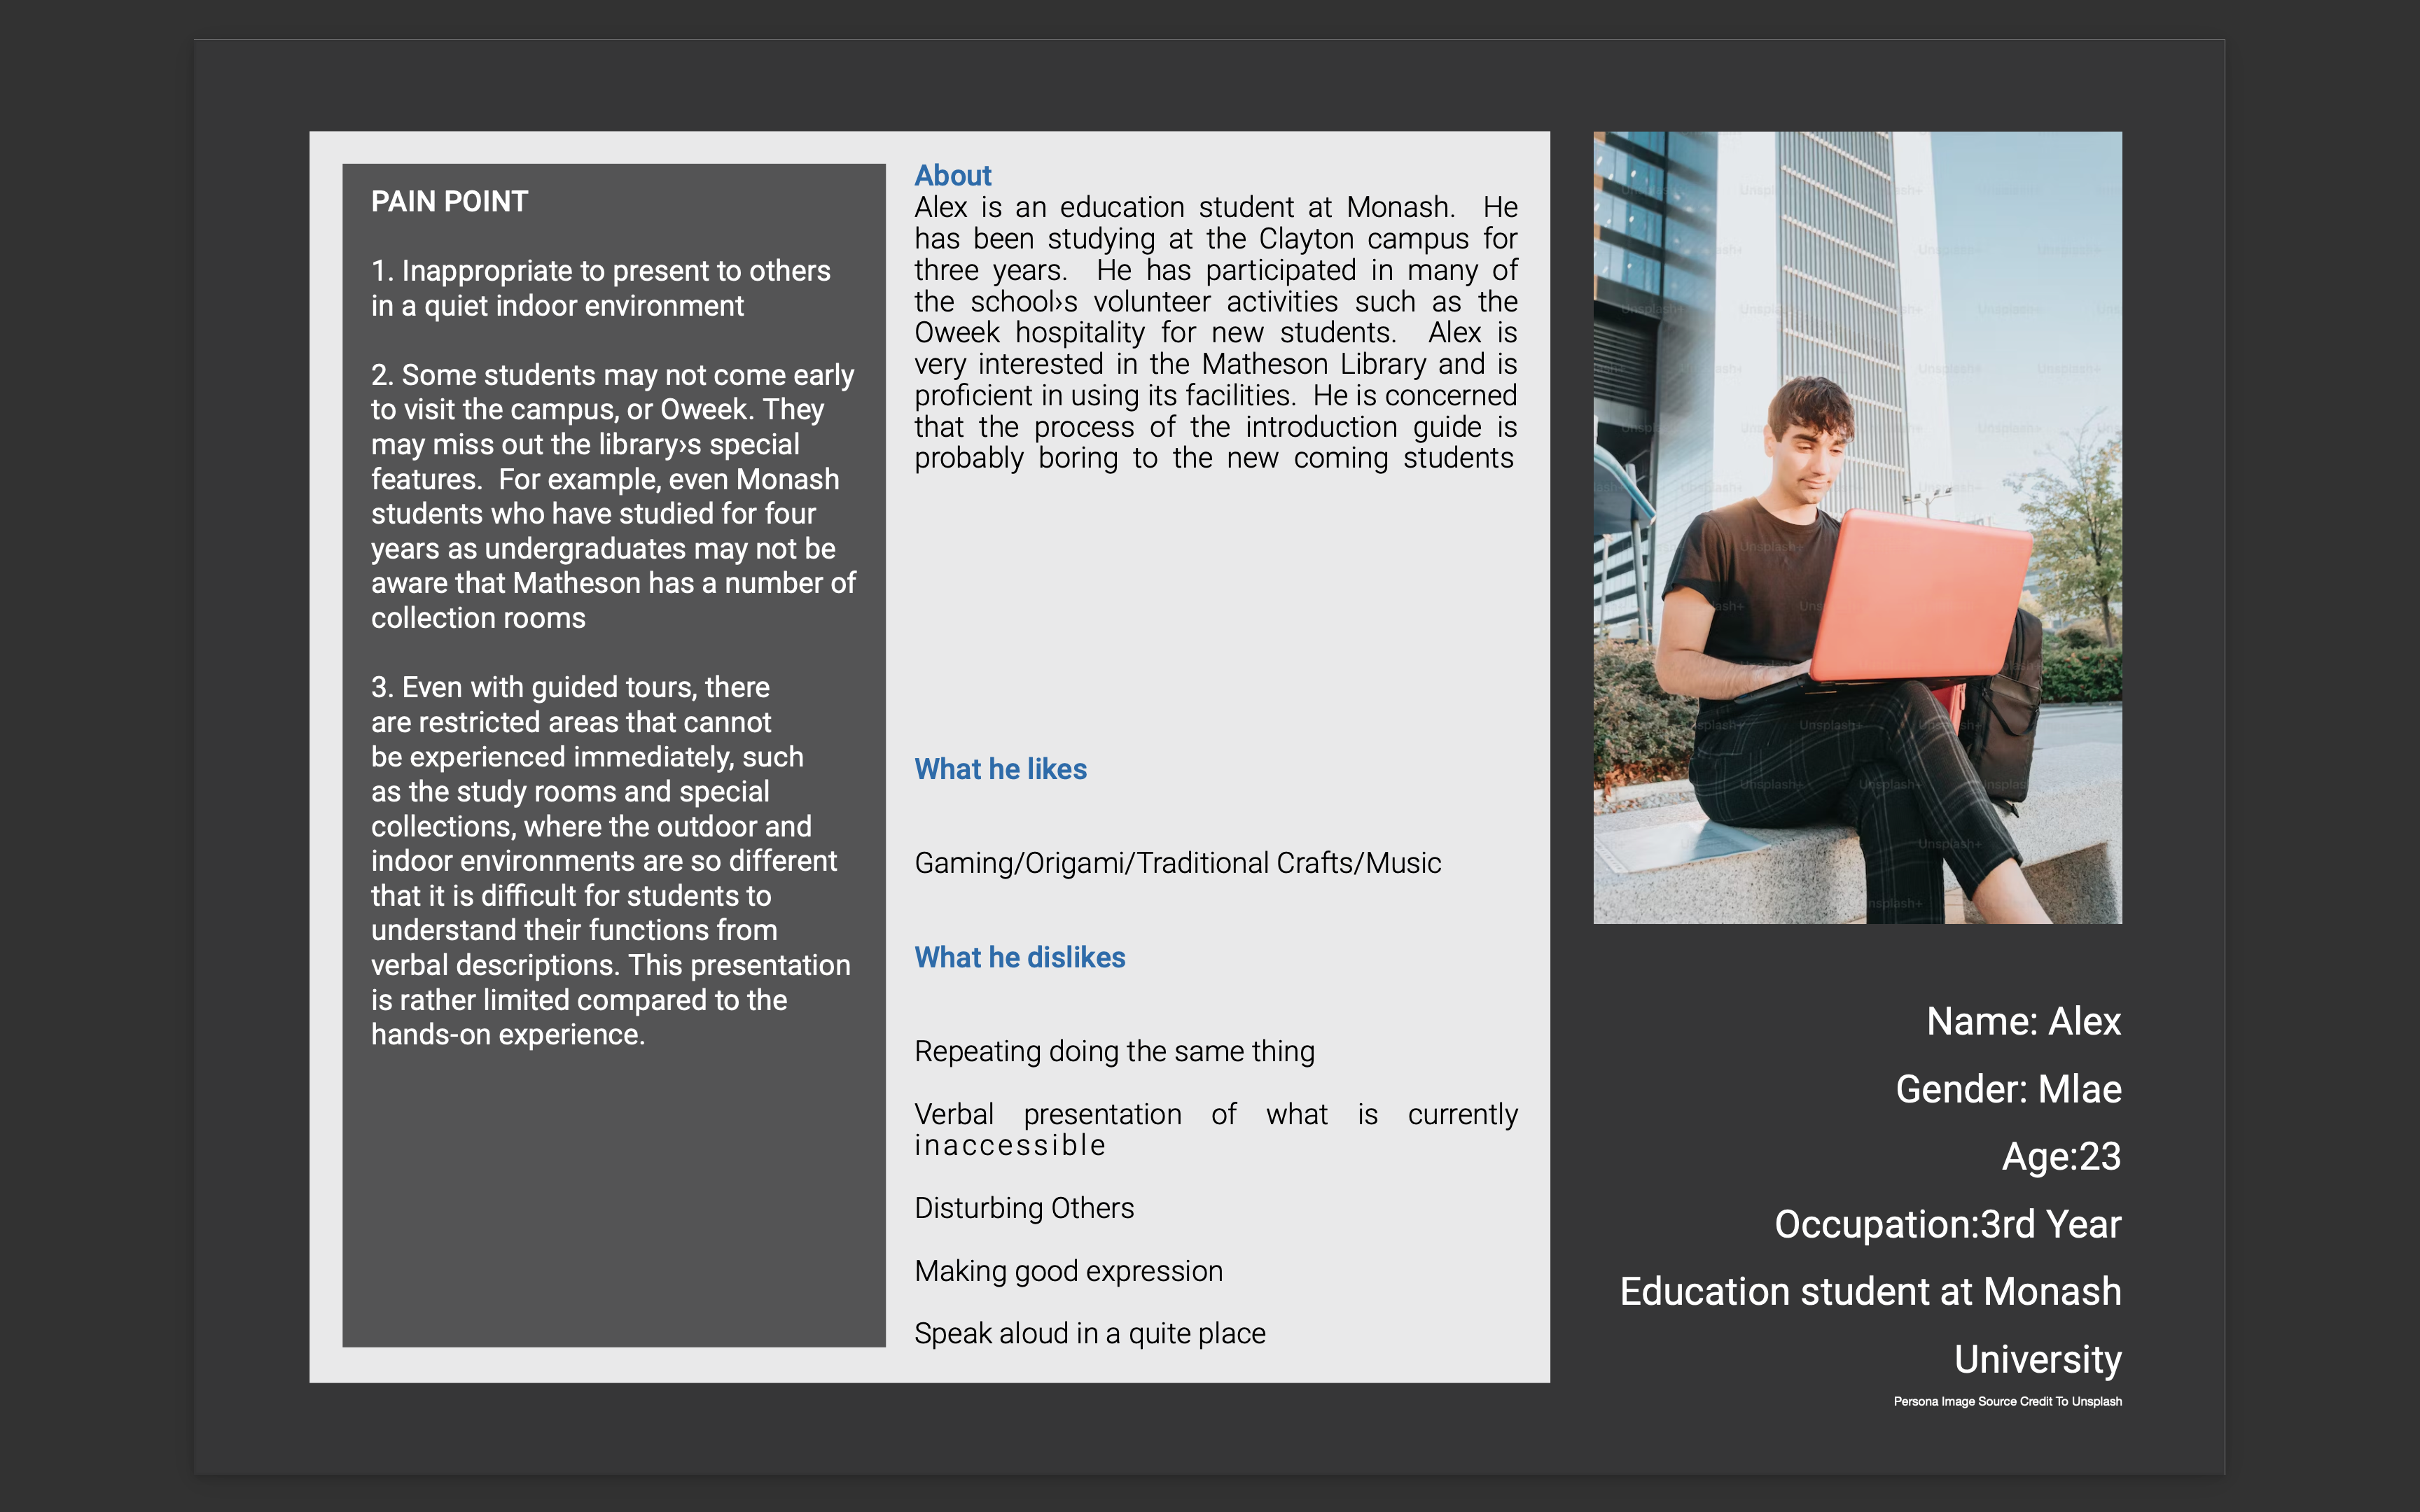 PAIN POINT
1. Inappropriate to present to others
in a quiet indoor environment
2. Some students may not come early
to visit the campus, or Oweek. They
may miss out the library›s special
features.  For example, even Monash
students who have studied for four
years as undergraduates may not be
aware that Matheson has a number of
collection rooms
3. Even with guided tours, there
are restricted areas that cannot
be experienced immediately, such
as the study rooms and special
collections, where the outdoor and
indoor environments are so different
that it is difficult for students to
understand their functions from
verbal descriptions. This presentation
is rather limited compared to the
hands-on experience.
About
Alex is an education student at Monash.  He
has been studying at the Clayton campus for
three years.  He has participated in many of
the school›s volunteer activities such as the
Oweek hospitality for new students.  Alex is
very interested in the Matheson Library and is
proficient in using its facilities.  He is concerned
that the process of the introduction guide is
probably boring to the new coming students
What he likes
Gaming/Origami/Traditional Crafts/Music
What he dislikes
Repeating doing the same thing
Verbal presentation of what is currently
inaccessible
Disturbing Others
Making good expression
Speak aloud in a quite place
Unsplash+
Name: Alex
Gender: Mlae
Age:23
Occupation:3rd Year
Education student at Monash
University
Persona Image Source Credit To Unsplash